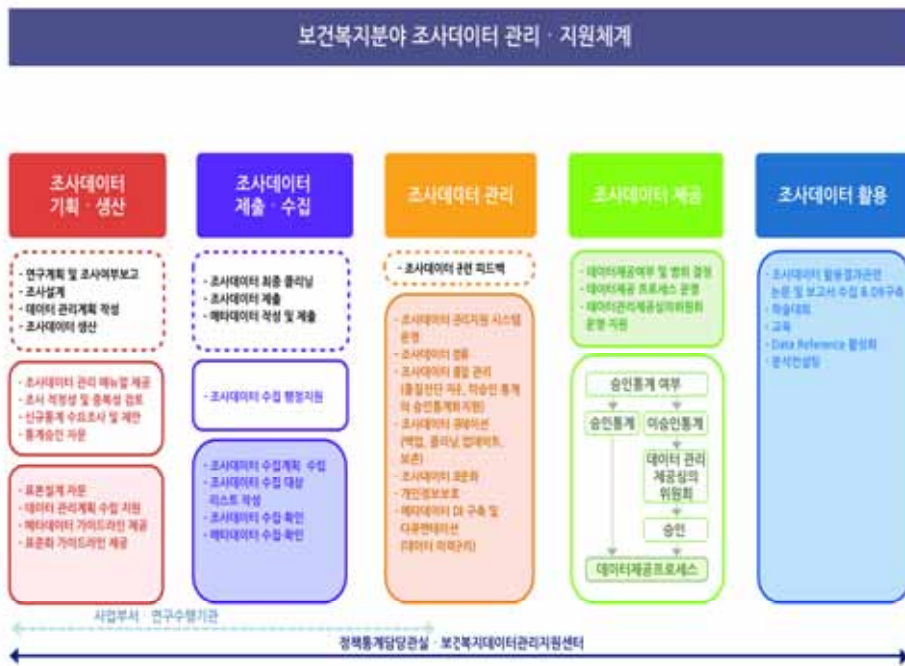 보건복지분야 조사데이터 관리 · 지원체계
조사데이터
기획 · 생산
· 연구계획 및 조사여부보고
· 조사설계
· 데이터 관리계획 작성
· 조사데이터 생산
· 조사데이터 관리 매뉴얼 제공
· 조사 적정성 및 중복성 검토
· 신규통계 수요조사 및 제안
· 통계승인 자문
· 표본설계 자문
· 데이터 관리계획 수립 지원
· 메타데이터 가이드라인 제공
· 표준화 가이드라인 제공
조사데이터
제출 · 수집
· 조사데이터 최종 클리닝
· 조사데이터 제출
· 메타데이터 작성 및 제출
· 조사데이터 수집 행정지원
· 조사데이터 수집계획 수립
· 조사데이터 수집 대상
리스트 작성
· 조사데이터 수집·확인
· 메타데이터 수집·확인
조사데이터 관리
· 조사데이터 관련 피드백
· 조사데이터 관리지원 시스템
운영
· 조사데이터 분류
· 조사데이터 품질 관리
(품질진단 자문, 미승인 통계
의 승인통계화 지원)
· 조사데이터 큐레이션
(백업, 클리닝, 업데이트,
보존)
· 조사데이터 표준화
· 개인정보보호
· 메타데이터 DB 구축 및
다큐멘테이션
(데이터 이력관리)
조사데이터 제공
· 데이터제공여부 및 범위 결정
· 데이터제공 프로세스 운영
· 데이터관리제공심의위원회
운영 지원
승인통계 여부
승인통계
미승인통계
데이터 관리
제공심의
위원회
승인
데이터제공프로세스
조사데이터 활용
· 조사데이터 활용결과관련
논문 및 보고서 수집 & DB구축
· 학술대회
· 교육
· Data Reference 활성화
· 분석컨설팅
사업부서 · 연구수행기관
정책통계담당관실 · 보건복지데이터관리지원센터